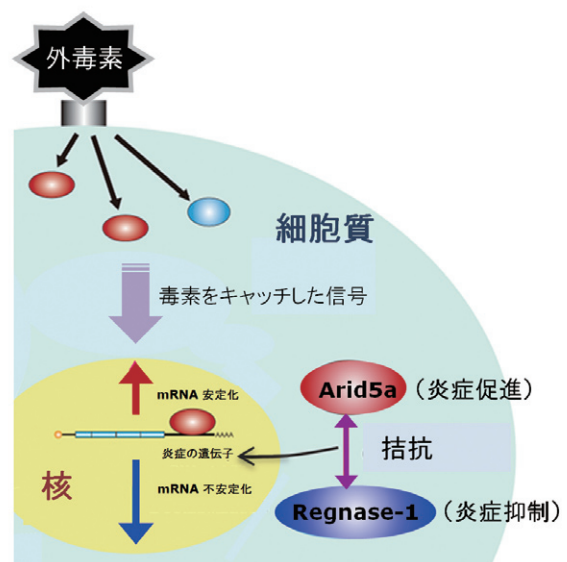 外毒素
細胞質
毒素をキャッチした信号
mRNA 安定化
Arid5a（炎症促進）
炎症の遺伝子
拮抗
核
mRNA 不安定化
Regnase-1（炎症抑制）